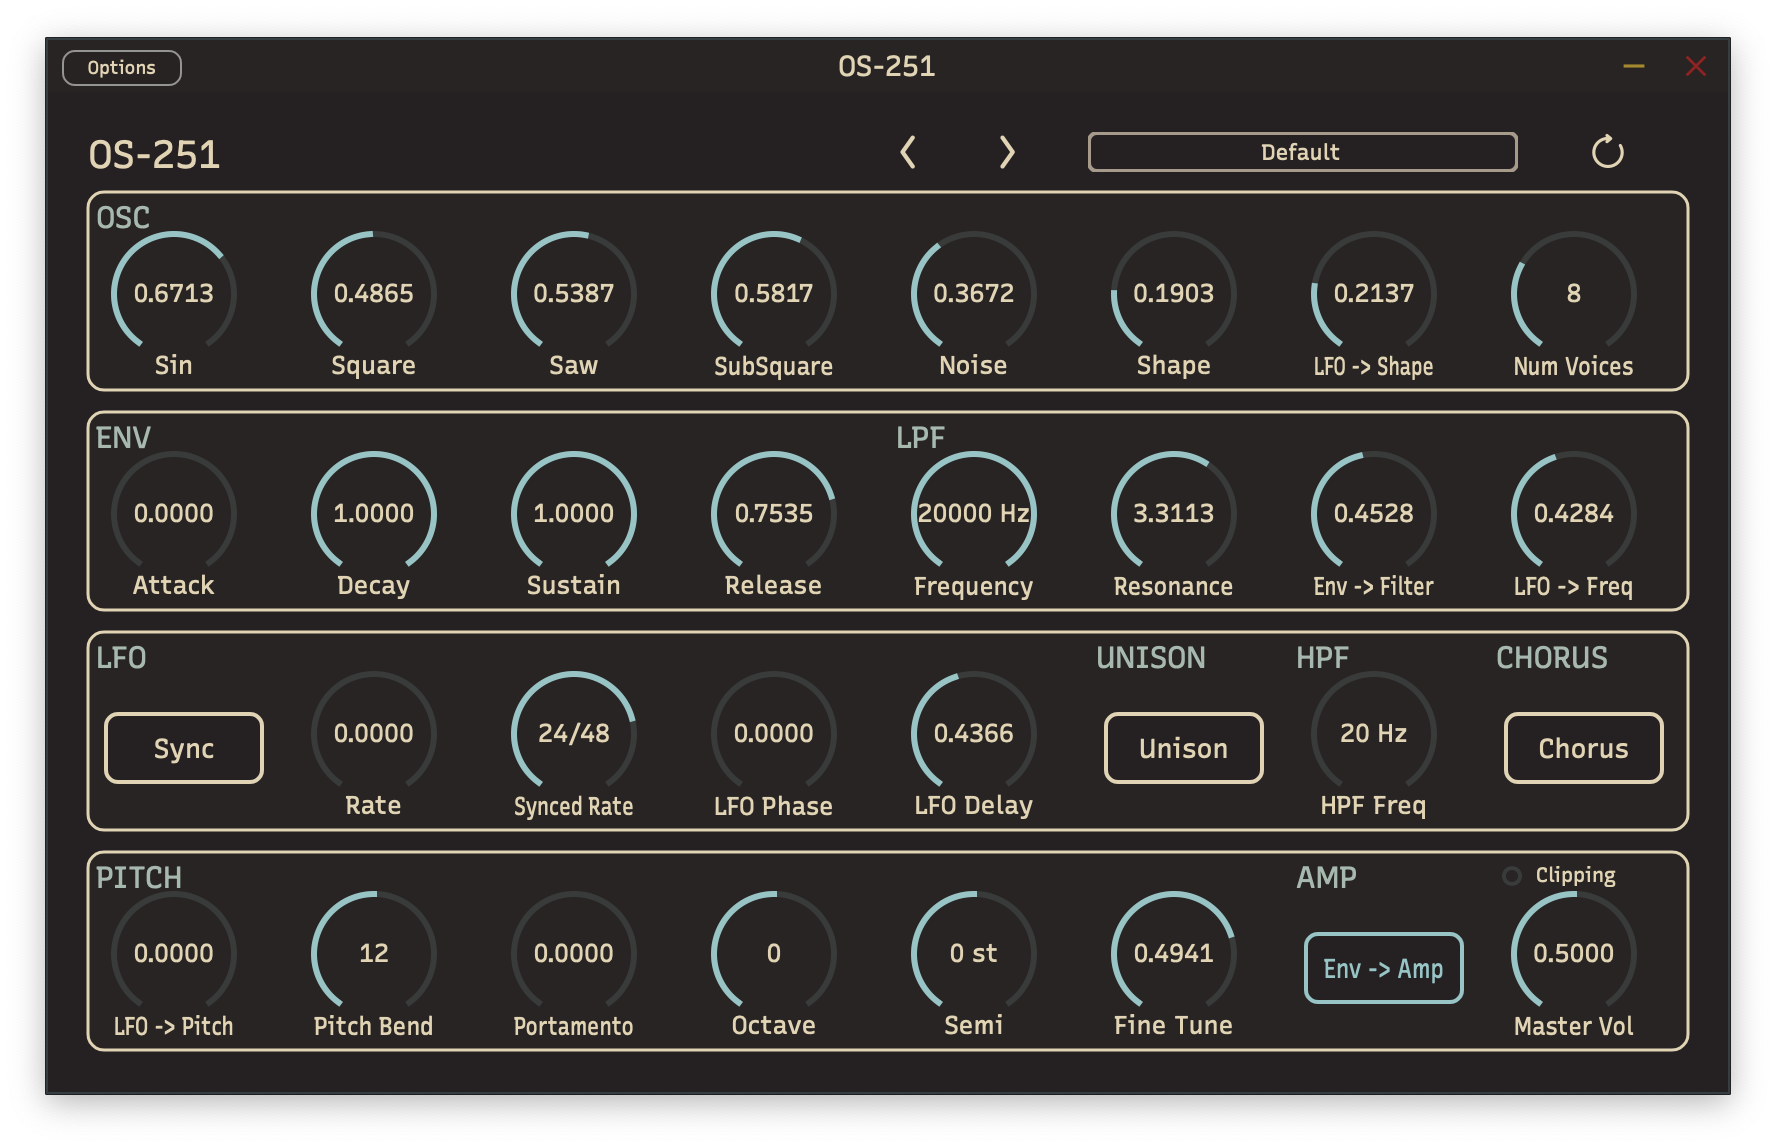 Options
OS-251
OS-251
Default
OSC
0.6713
0.4865
0.5387
0.5817
0.3672
0.1903
0.2137
8
Sin
Square
Saw
SubSquare
Noise
Shape
LFO -> Shape
Num Voices
ENV
LPF
0.0000
1.0000
1.0000
0.7535
20000 Hz
3.3113
0.4528
0.4284
Attack
Decay
Sustain
Release
Frequency
Resonance
Env -> Filter
LFO -> Freq
LFO
UNISON
HPF
CHORUS
Sync
0.0000
24/48
0.0000
0.4366
Unison
20 Hz
Chorus
Rate
Synced Rate
LFO Phase
LFO Delay
HPF Freq
PITCH
AMP
Clipping
0.0000
12
0.0000
0
0 st
0.4941
Env -> Amp
0.5000
LFO -> Pitch
Pitch Bend
Portamento
Octave
Semi
Fine Tune
Master Vol